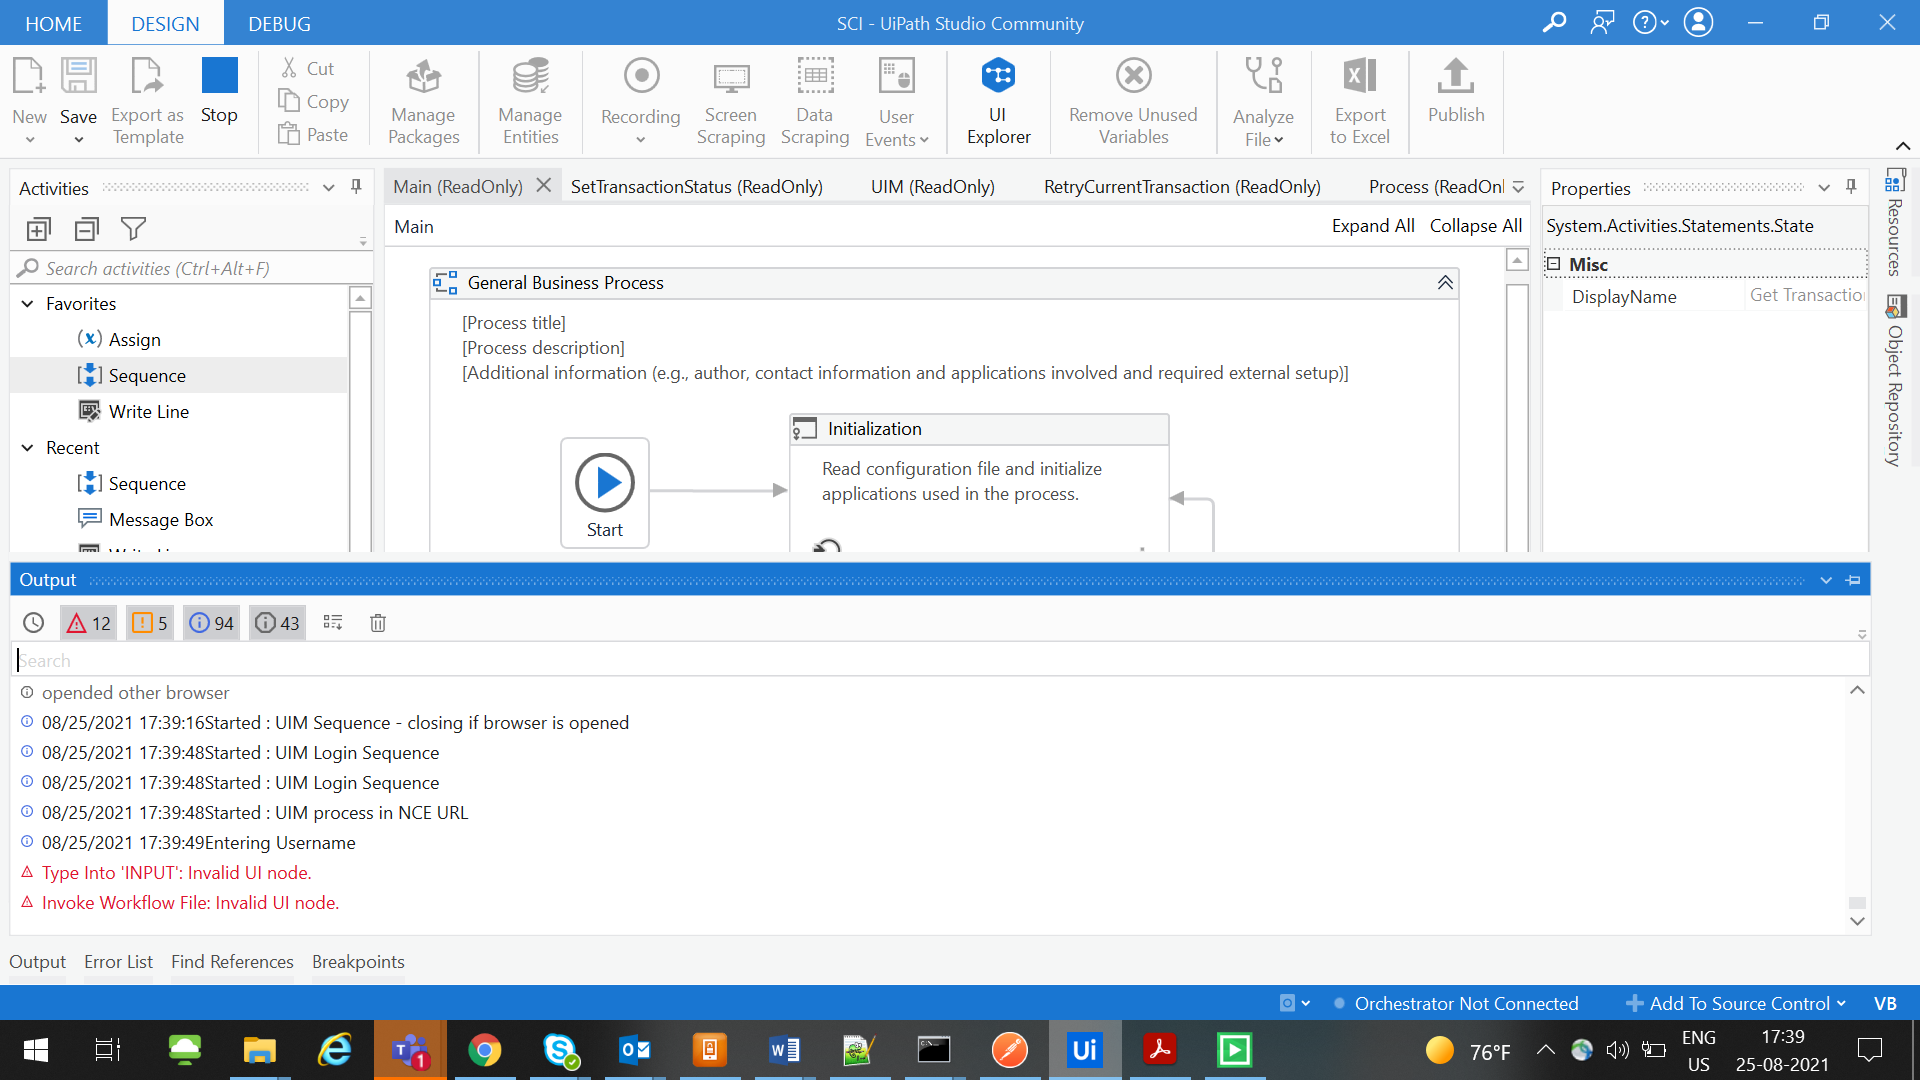 HOME DESIGN DEBUG SCI - UiPath Studio Community
New Save Export as Template Stop
Cut
Copy
Paste
Manage Packages
Manage Entities
Recording
Screen Scraping
Data Scraping
User Events
UI Explorer
Remove Unused Variables
Analyze File
Export to Excel
Publish
Activities
Search activities (Ctrl+Alt+F)
Favorites
Assign
Sequence
Write Line
Recent
Sequence
Message Box
Main (ReadOnly) SetTransactionStatus (ReadOnly) UIM (ReadOnly) RetryCurrentTransaction (ReadOnly) Process (ReadOnl
Main Expand All Collapse All
General Business Process
[Process title]
[Process description]
[Additional information (e.g., author, contact information and applications involved and required external setup)]
Start
Initialization
Read configuration file and initialize
applications used in the process.
Properties
System.Activities.Statements.State
Misc
DisplayName Get Transactio
Resources
Object Repository
Output
12 5 94 43
Search
opended other browser
08/25/2021 17:39:16Started : UIM Sequence - closing if browser is opened
08/25/2021 17:39:48Started : UIM Login Sequence
08/25/2021 17:39:48Started : UIM Login Sequence
08/25/2021 17:39:48Started : UIM process in NCE URL
08/25/2021 17:39:49Entering Username
Type Into 'INPUT': Invalid UI node.
Invoke Workflow File: Invalid UI node.
Output Error List Find References Breakpoints
Orchestrator Not Connected Add To Source Control VB
1 Ui 76°F
ENG
US
17:39
25-08-2021